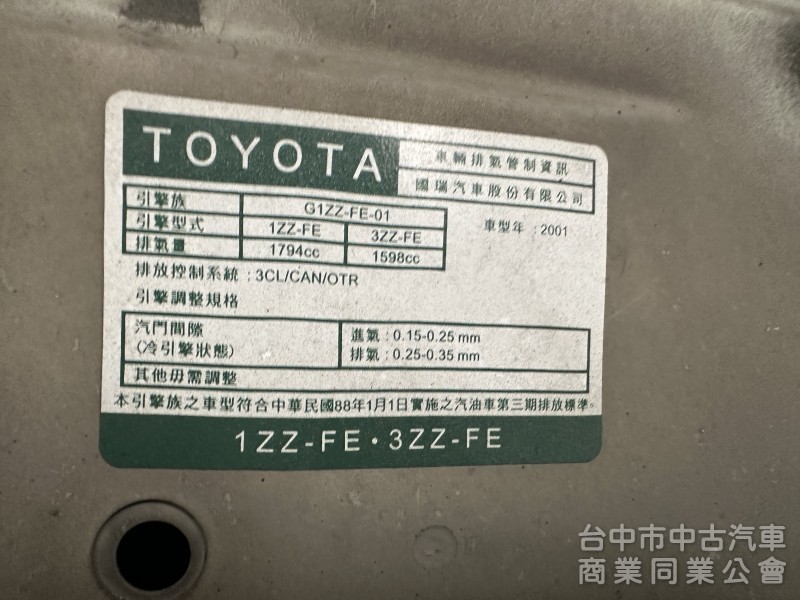 TOYOTA
車輛排氣管制資訊
國瑞汽車股份有限公司
引擎族 G1ZZ-FE-01
引擎型式 1ZZ-FE 3ZZ-FE
排氣量 1794cc 1598cc
車型年:2001
排放控制系統:3CL/CAN/OTR
引擎調整規格
汽門間隙 進氣:0.15-0.25 mm
(冷引擎狀態) 排氣:0.25-0.35 mm
其他毋需調整
本引擎族之車型符合中華民國88年1月1日實施之汽油車第三期排放標準。
1ZZ-FE・3ZZ-FE
台中市中古汽車
商業同業公會